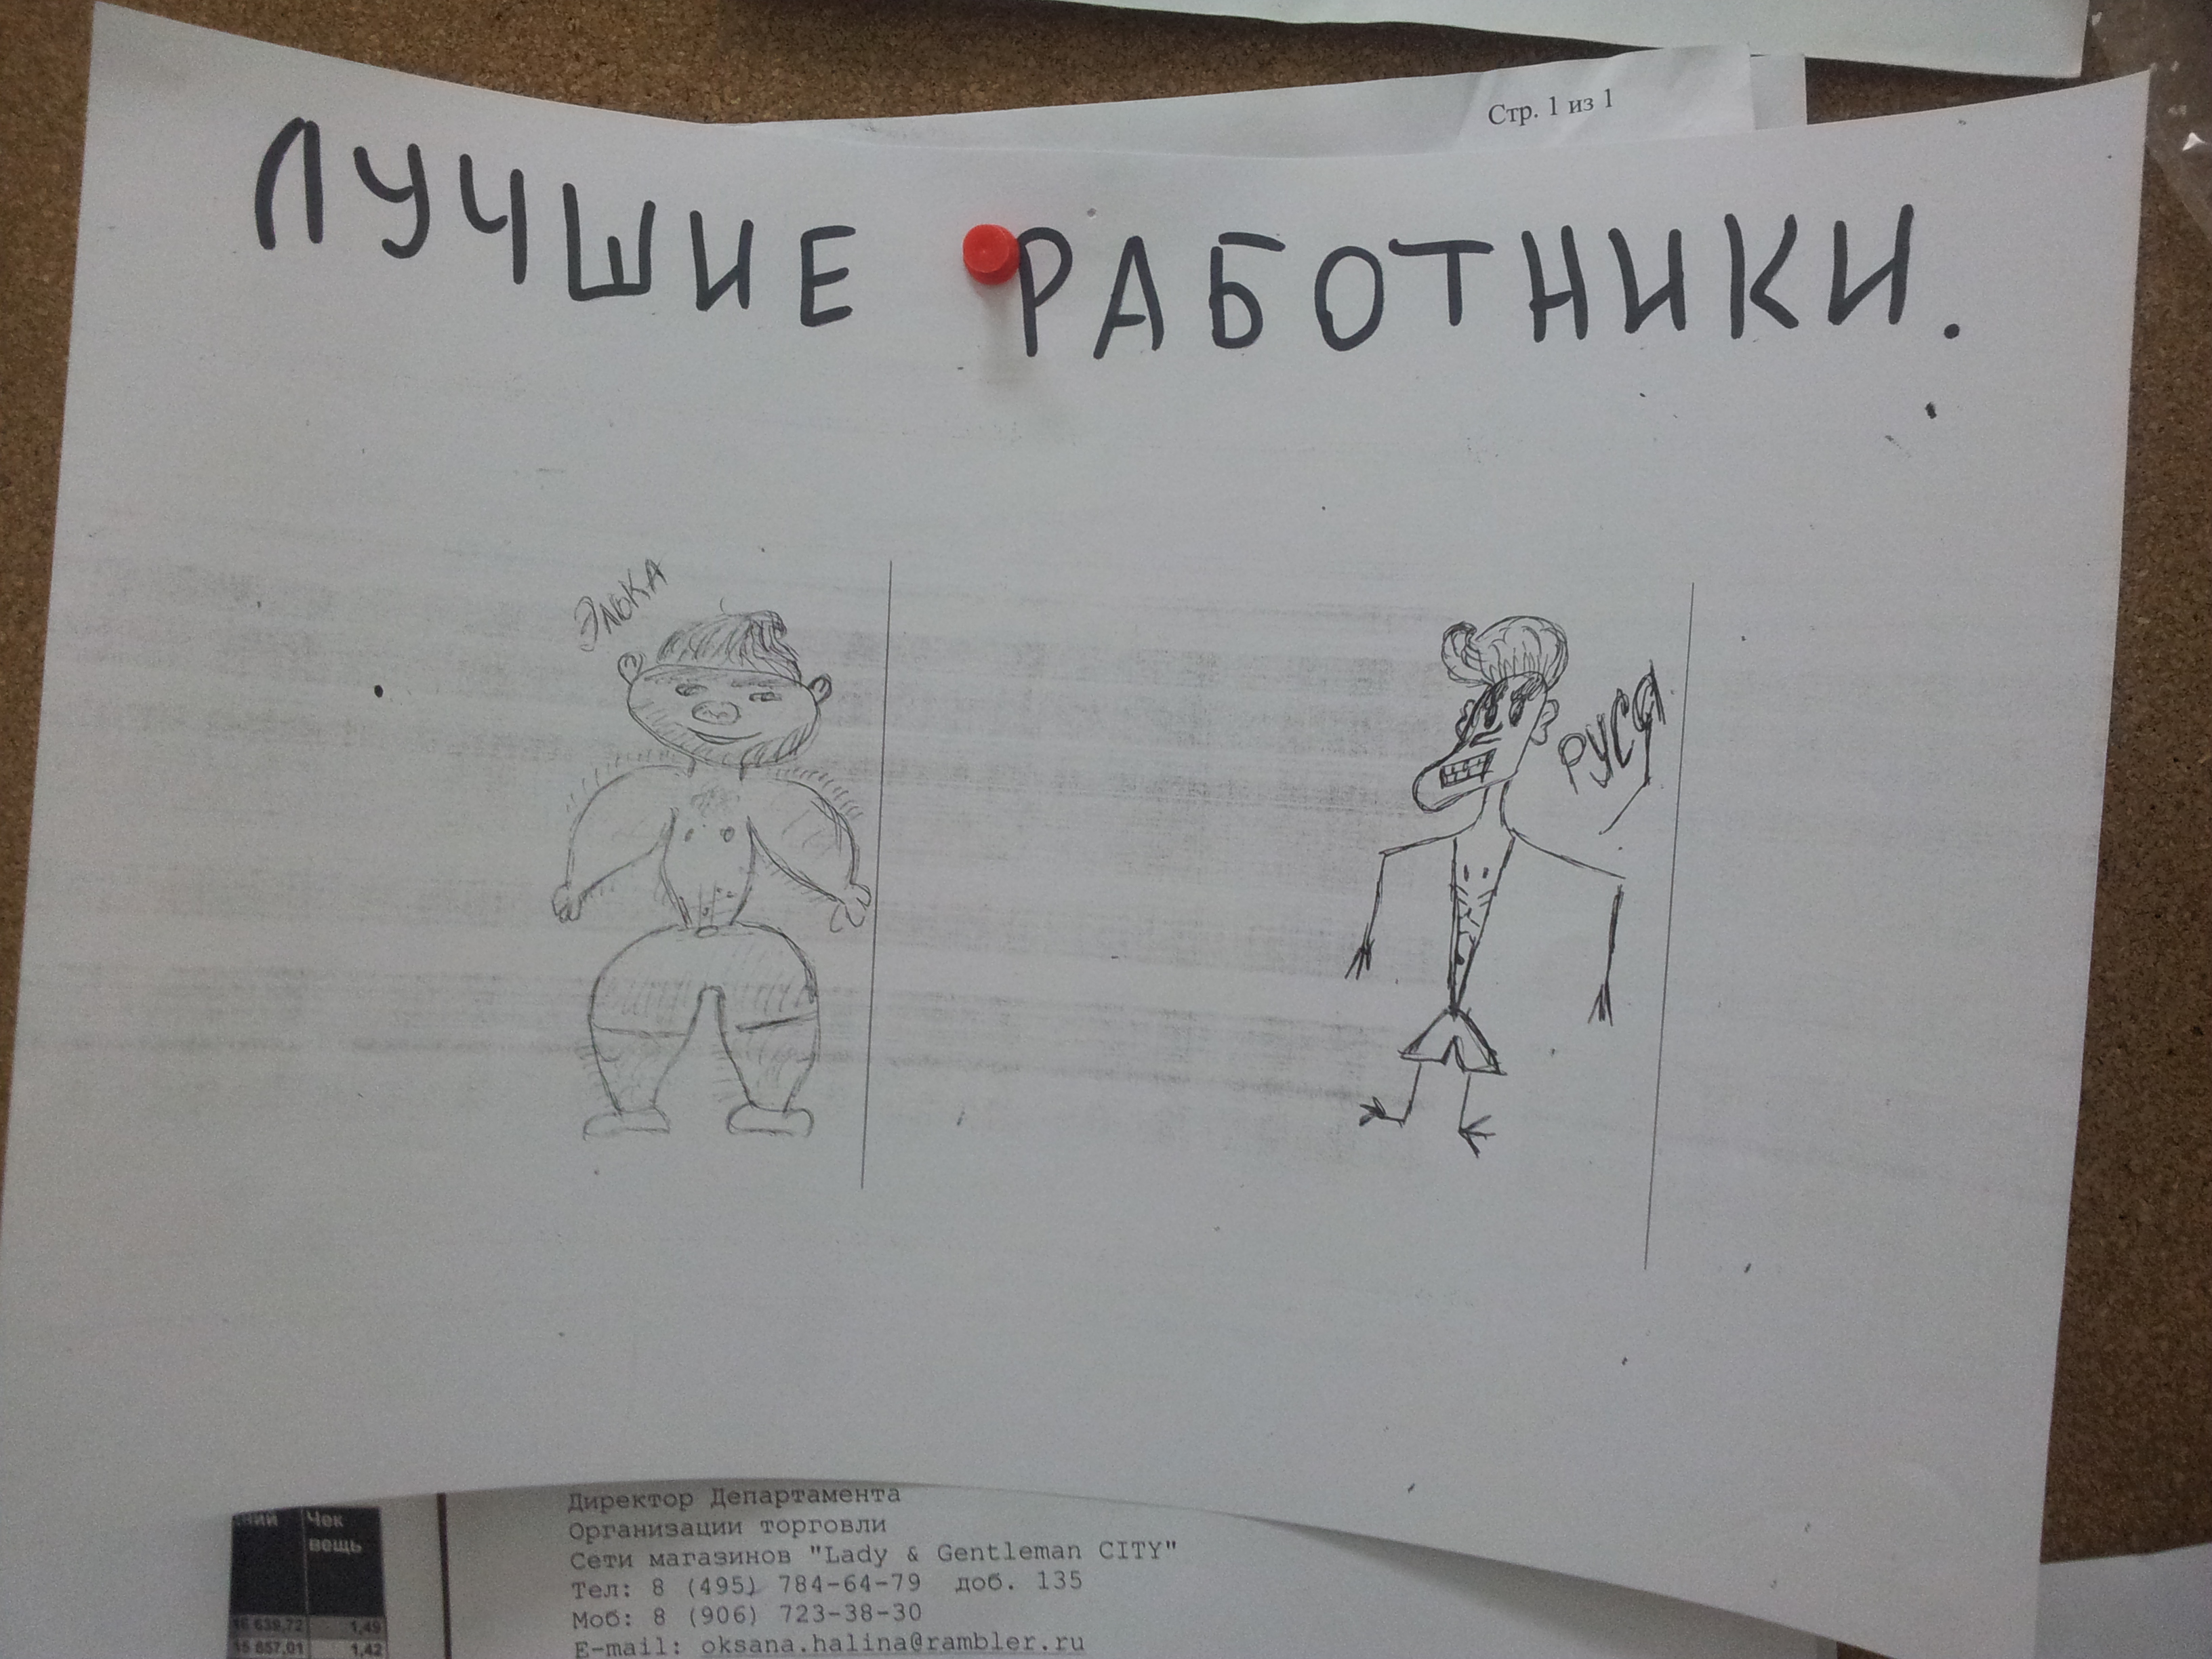 Стр. 1 из 1
ЛУЧШИЕ РАБОТНИКИ.
ЭЛЬКА
РУСЯ
Директор Департамента
Организации торговли
Сети магазинов "Lady & Gentleman CITY"
Тел: 8 (495) 784-64-79 доб. 135
Моб: 8 (906) 723-38-30
E-mail: oksana.halina@rambler.ru
Чек
вещь
16 639,72 1,49
15 857,01 1,42